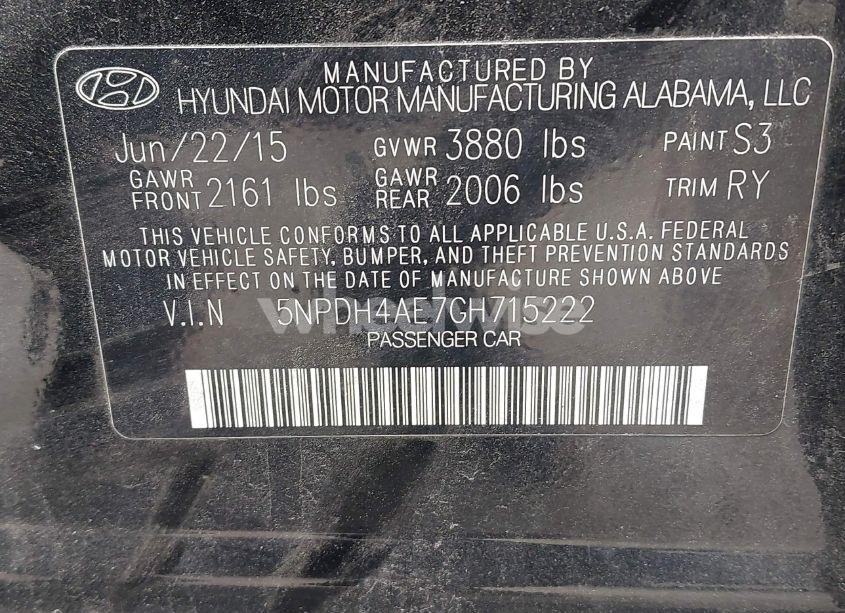 MANUFACTURED BY
HYUNDAI MOTOR MANUFACTURING ALABAMA, LLC
Jun/22/15 GVWR 3880 lbs PAINT S3
GAWR FRONT 2161 lbs GAWR REAR 2006 lbs TRIM RY
THIS VEHICLE CONFORMS TO ALL APPLICABLE U.S.A. FEDERAL
MOTOR VEHICLE SAFETY, BUMPER, AND THEFT PREVENTION STANDARDS
IN EFFECT ON THE DATE OF MANUFACTURE SHOWN ABOVE
V.I.N 5NPDH4AE7GH715222
PASSENGER CAR